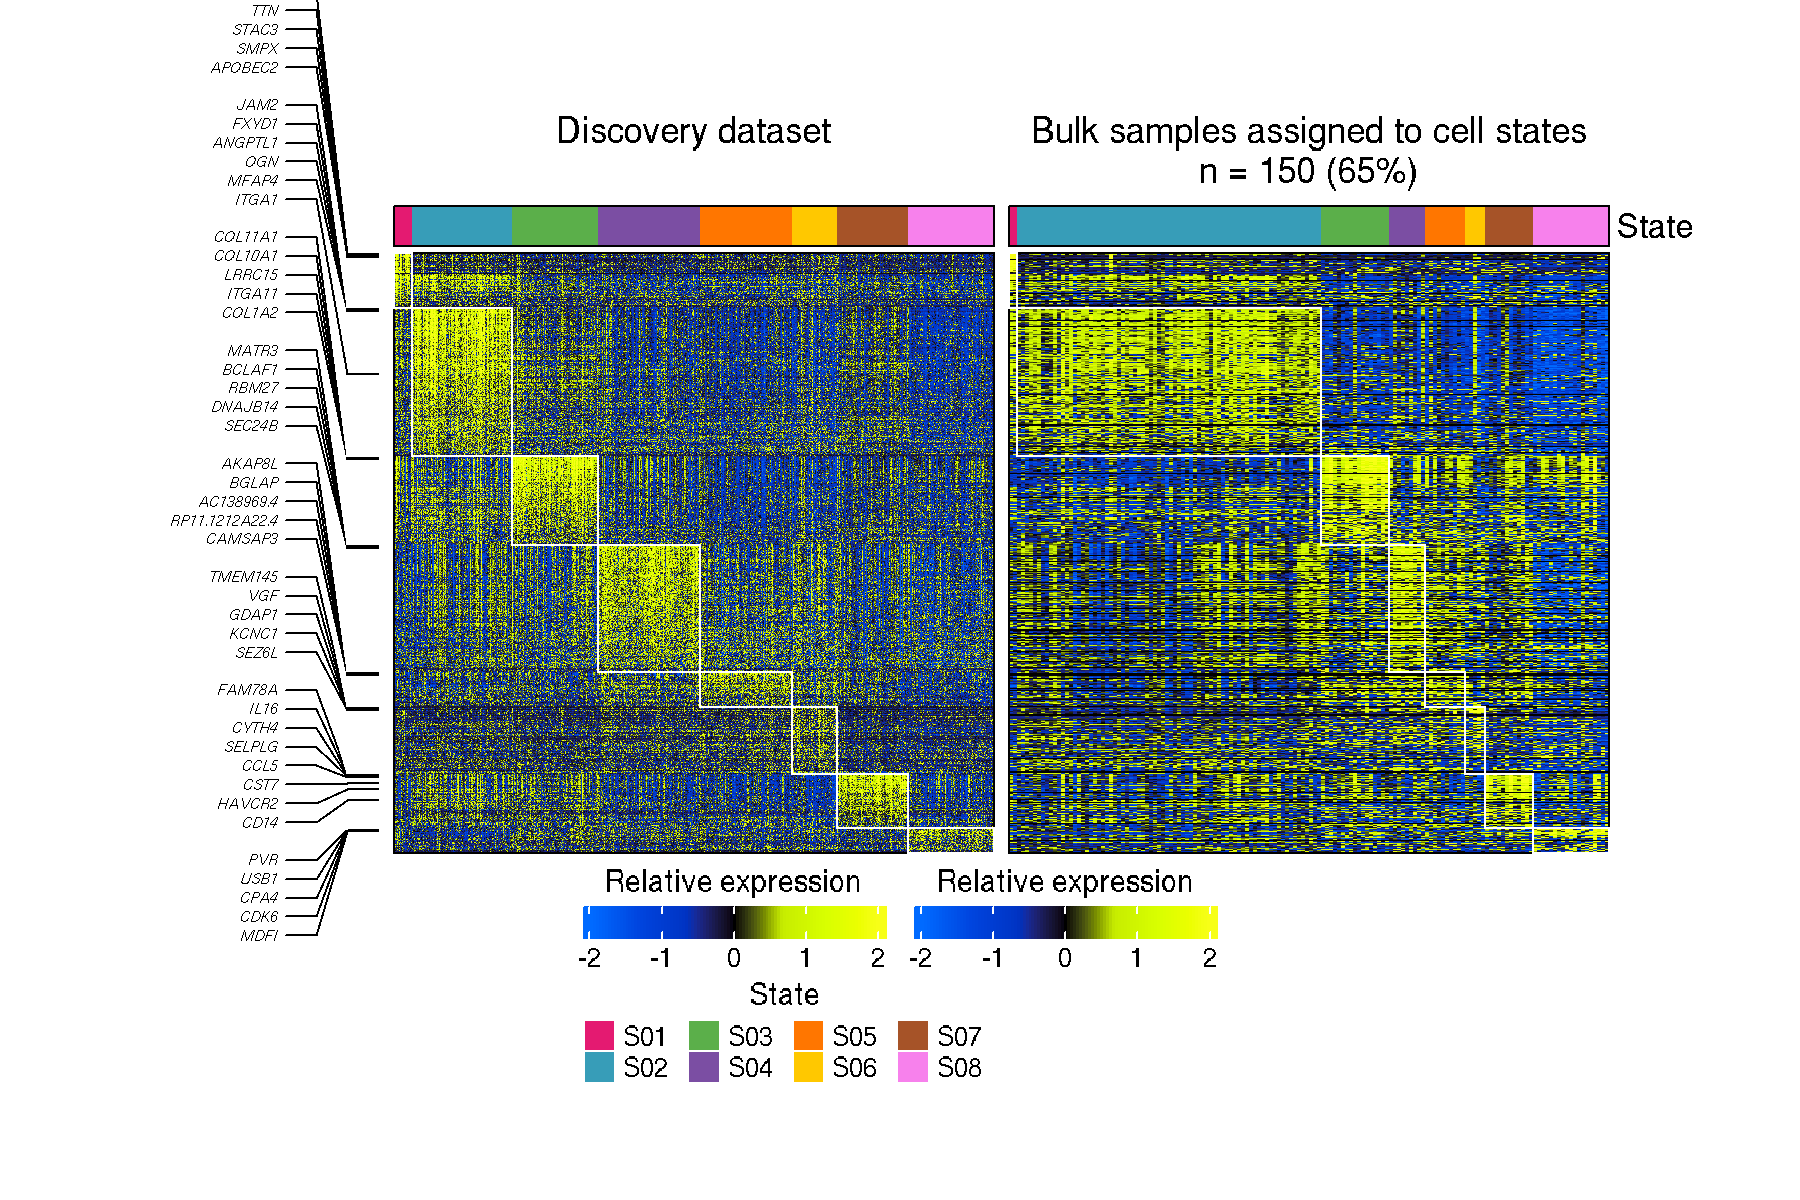 TTN
STAC3
SMPX
APOBEC2
JAM2
FXYD1
ANGPTL1
OGN
MFAP4
ITGA1
COL11A1
COL10A1
LRRC15
ITGA11
COL1A2
MATR3
BCLAF1
RBM27
DNAJB14
SEC24B
AKAP8L
BGLAP
AC138969.4
RP11.1212A22.4
CAMSAP3
TMEM145
VGF
GDAP1
KCNC1
SEZ6L
FAM78A
IL16
CYTH4
SELPLG
CCL5
CST7
HAVCR2
CD14
PVR
USB1
CPA4
CDK6
MDFI
Discovery dataset
Bulk samples assigned to cell states
n = 150 (65%)
State
Relative expression
-2 -1 0 1 2
Relative expression
-2 -1 0 1 2
State
S01 S03 S05 S07
S02 S04 S06 S08